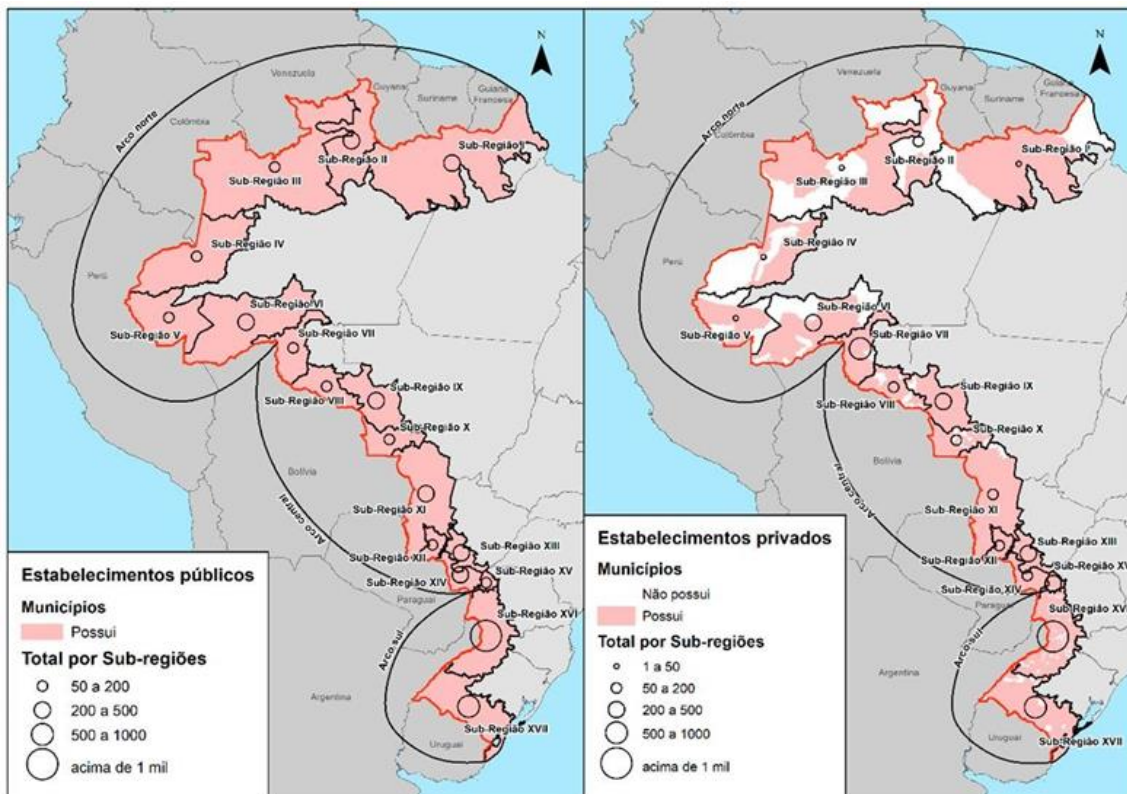 N
Venezuela
Guyana
Suriname
Guiana
Francesa
Colômbia
Arco norte
Sub-Região I
Sub-Região II
Sub-Região III
Sub-Região IV
Perú
Sub-Região VI
Sub-Região V
Sub-Região VII
Sub-Região IX
Sub-Região VIII
Sub-Região X
Bolívia
Arco central
Sub-Região XI
Sub-Região XIII
Sub-Região XII
Sub-Região XV
Sub-Região XIV
Paraguai
Sub-Região XVI
Arco sul
Argentina
Sub-Região XVII
Uruguai
Estabelecimentos públicos
Municípios
Possui
Total por Sub-regiões
50 a 200
200 a 500
500 a 1000
acima de 1 mil
N
Venezuela
Guyana
Suriname
Guiana
Francesa
Colômbia
Arco norte
Sub-Região I
Sub-Região II
Sub-Região III
Sub-Região IV
Perú
Sub-Região VI
Sub-Região V
Sub-Região VII
Sub-Região IX
Sub-Região VIII
Sub-Região X
Bolívia
Arco central
Sub-Região XI
Sub-Região XIII
Sub-Região XII
Sub-Região XV
Sub-Região XIV
Paraguai
Sub-Região XVI
Arco sul
Argentina
Sub-Região XVII
Uruguai
Estabelecimentos privados
Municípios
Não possui
Possui
Total por Sub-regiões
1 a 50
50 a 200
200 a 500
500 a 1000
acima de 1 mil